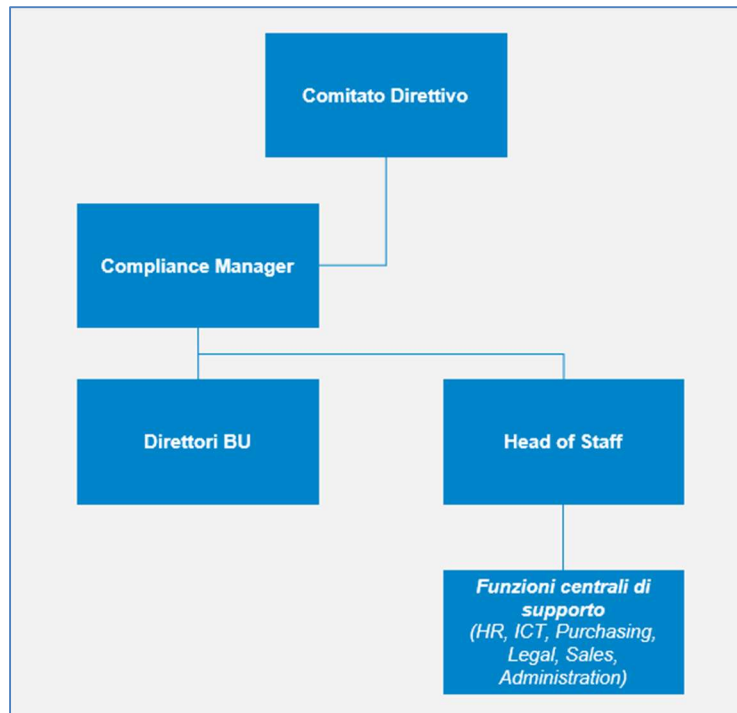 Comitato Direttivo
Compliance Manager
Direttori BU
Head of Staff
Funzioni centrali di
supporto
(HR, ICT, Purchasing,
Legal, Sales,
Administration)